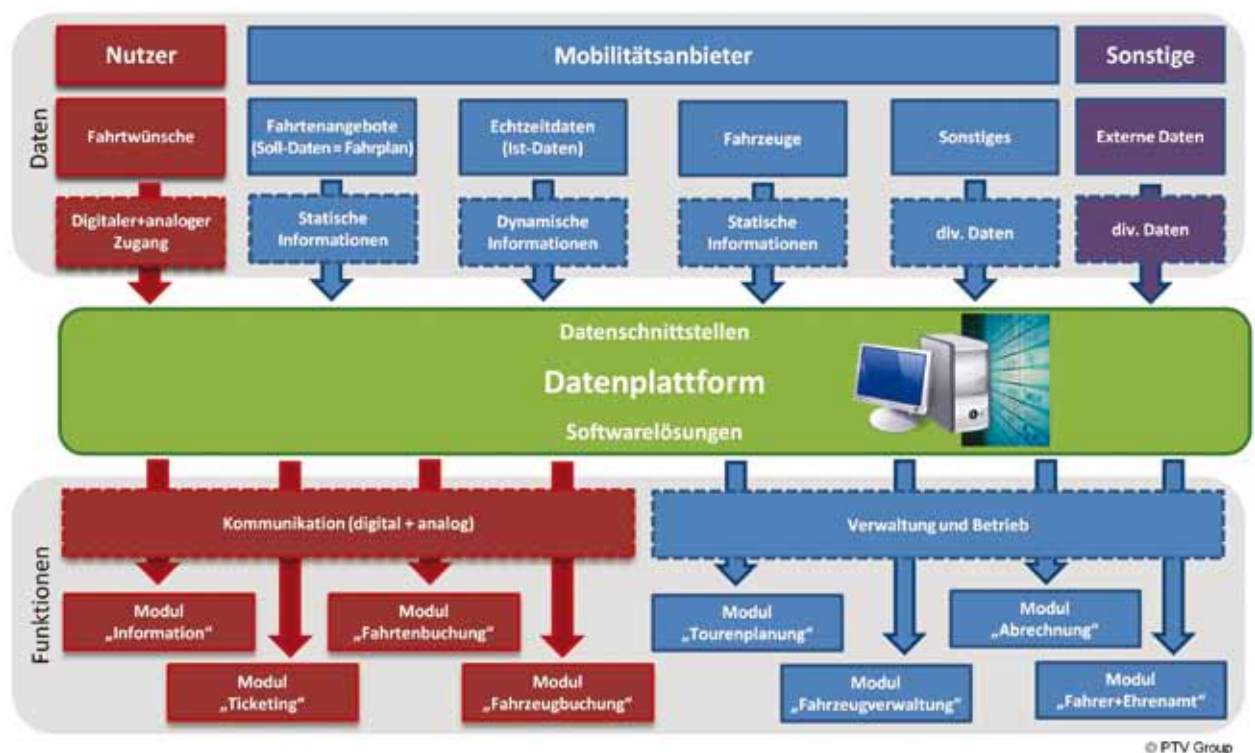 Daten
Nutzer
Mobilitätsanbieter
Sonstige
Fahrtwünsche
Fahrtenangebote
(Soll-Daten = Fahrplan)
Echtzeitdaten
(Ist-Daten)
Fahrzeuge
Sonstiges
Externe Daten
Digitaler+analoger
Zugang
Statische
Informationen
Dynamische
Informationen
Statische
Informationen
div. Daten
div. Daten
Datenschnittstellen
Datenplattform
Softwarelösungen
Funktionen
Kommunikation (digital + analog)
Verwaltung und Betrieb
Modul
„Information“
Modul
„Fahrtenbuchung“
Modul
„Tourenplanung“
Modul
„Abrechnung“
Modul
„Ticketing“
Modul
„Fahrzeugbuchung“
Modul
„Fahrzeugverwaltung“
Modul
„Fahrer+Ehrenamt“
© PTV Group